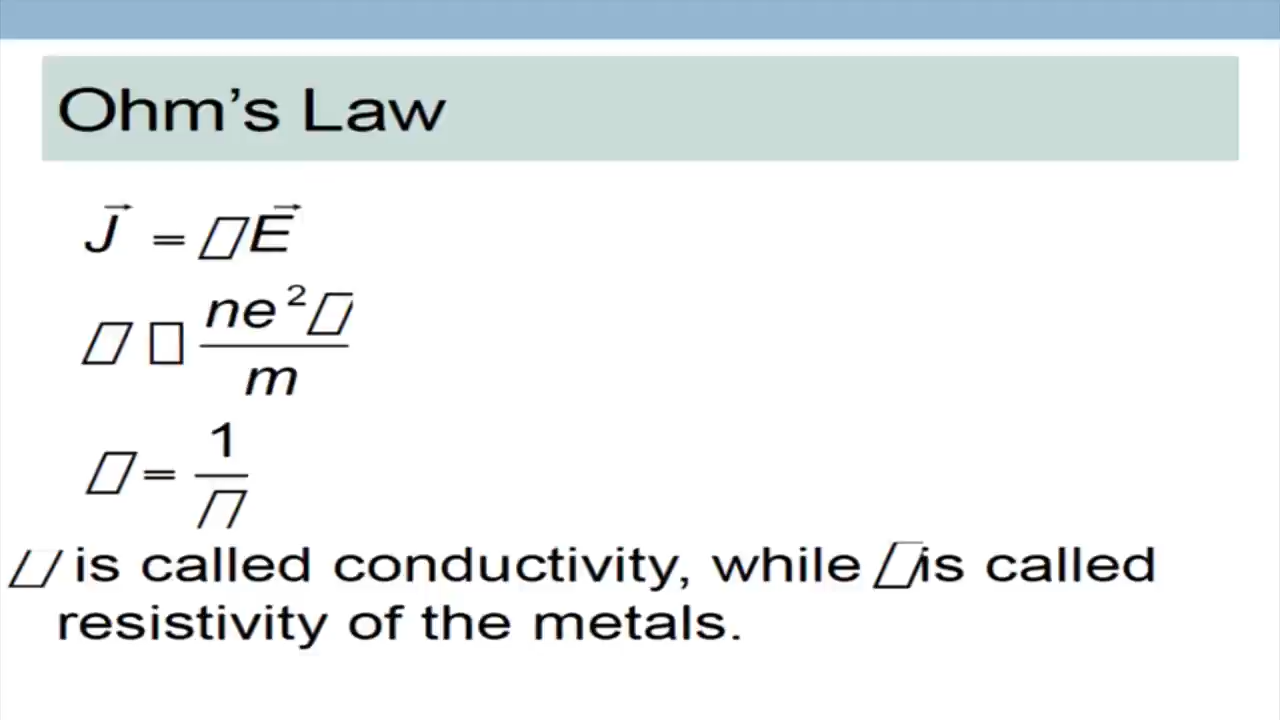 Ohm's Law
J⃗ = ▯E⃗
▯ ▯ ne²▯ / m
▯ = 1 / ▯
▯ is called conductivity, while ▯is called
resistivity of the metals.